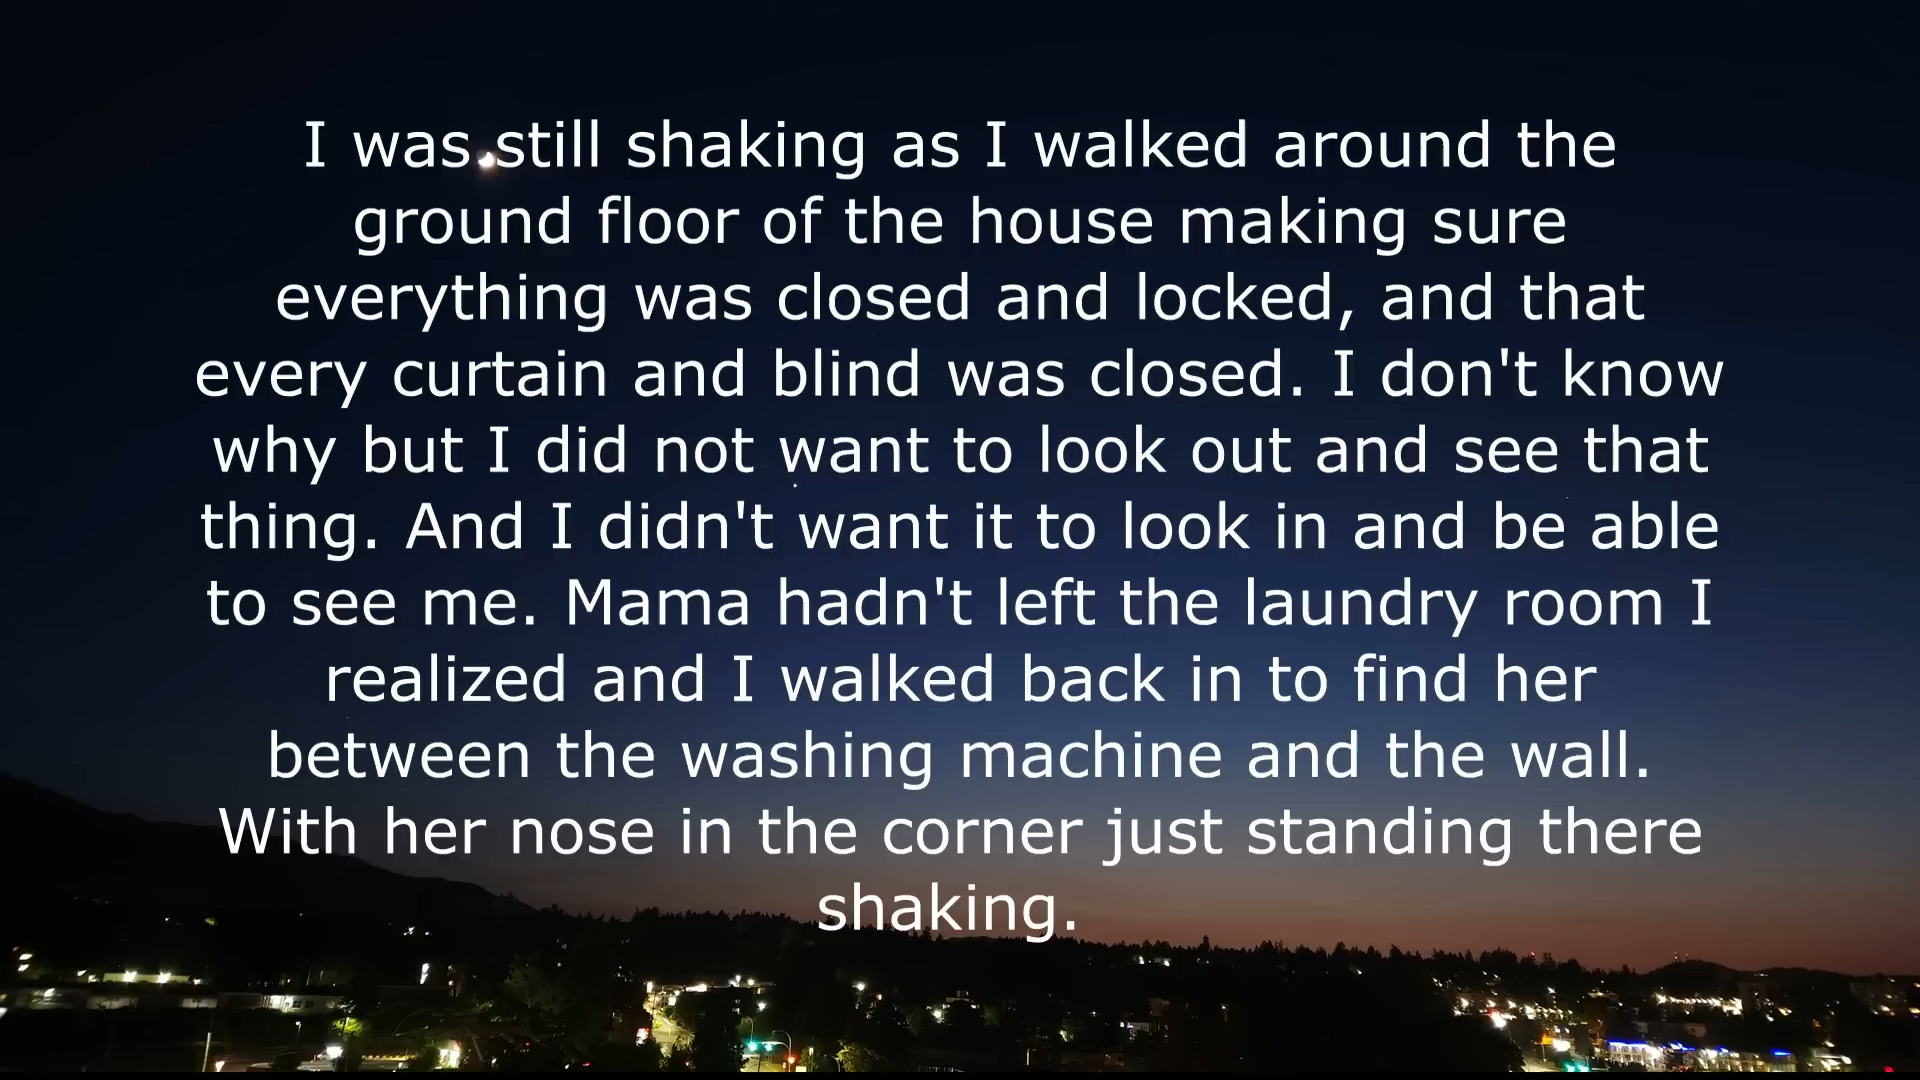 I was still shaking as I walked around the
ground floor of the house making sure
everything was closed and locked, and that
every curtain and blind was closed. I don't know
why but I did not want to look out and see that
thing. And I didn't want it to look in and be able
to see me. Mama hadn't left the laundry room I
realized and I walked back in to find her
between the washing machine and the wall.
With her nose in the corner just standing there
shaking.